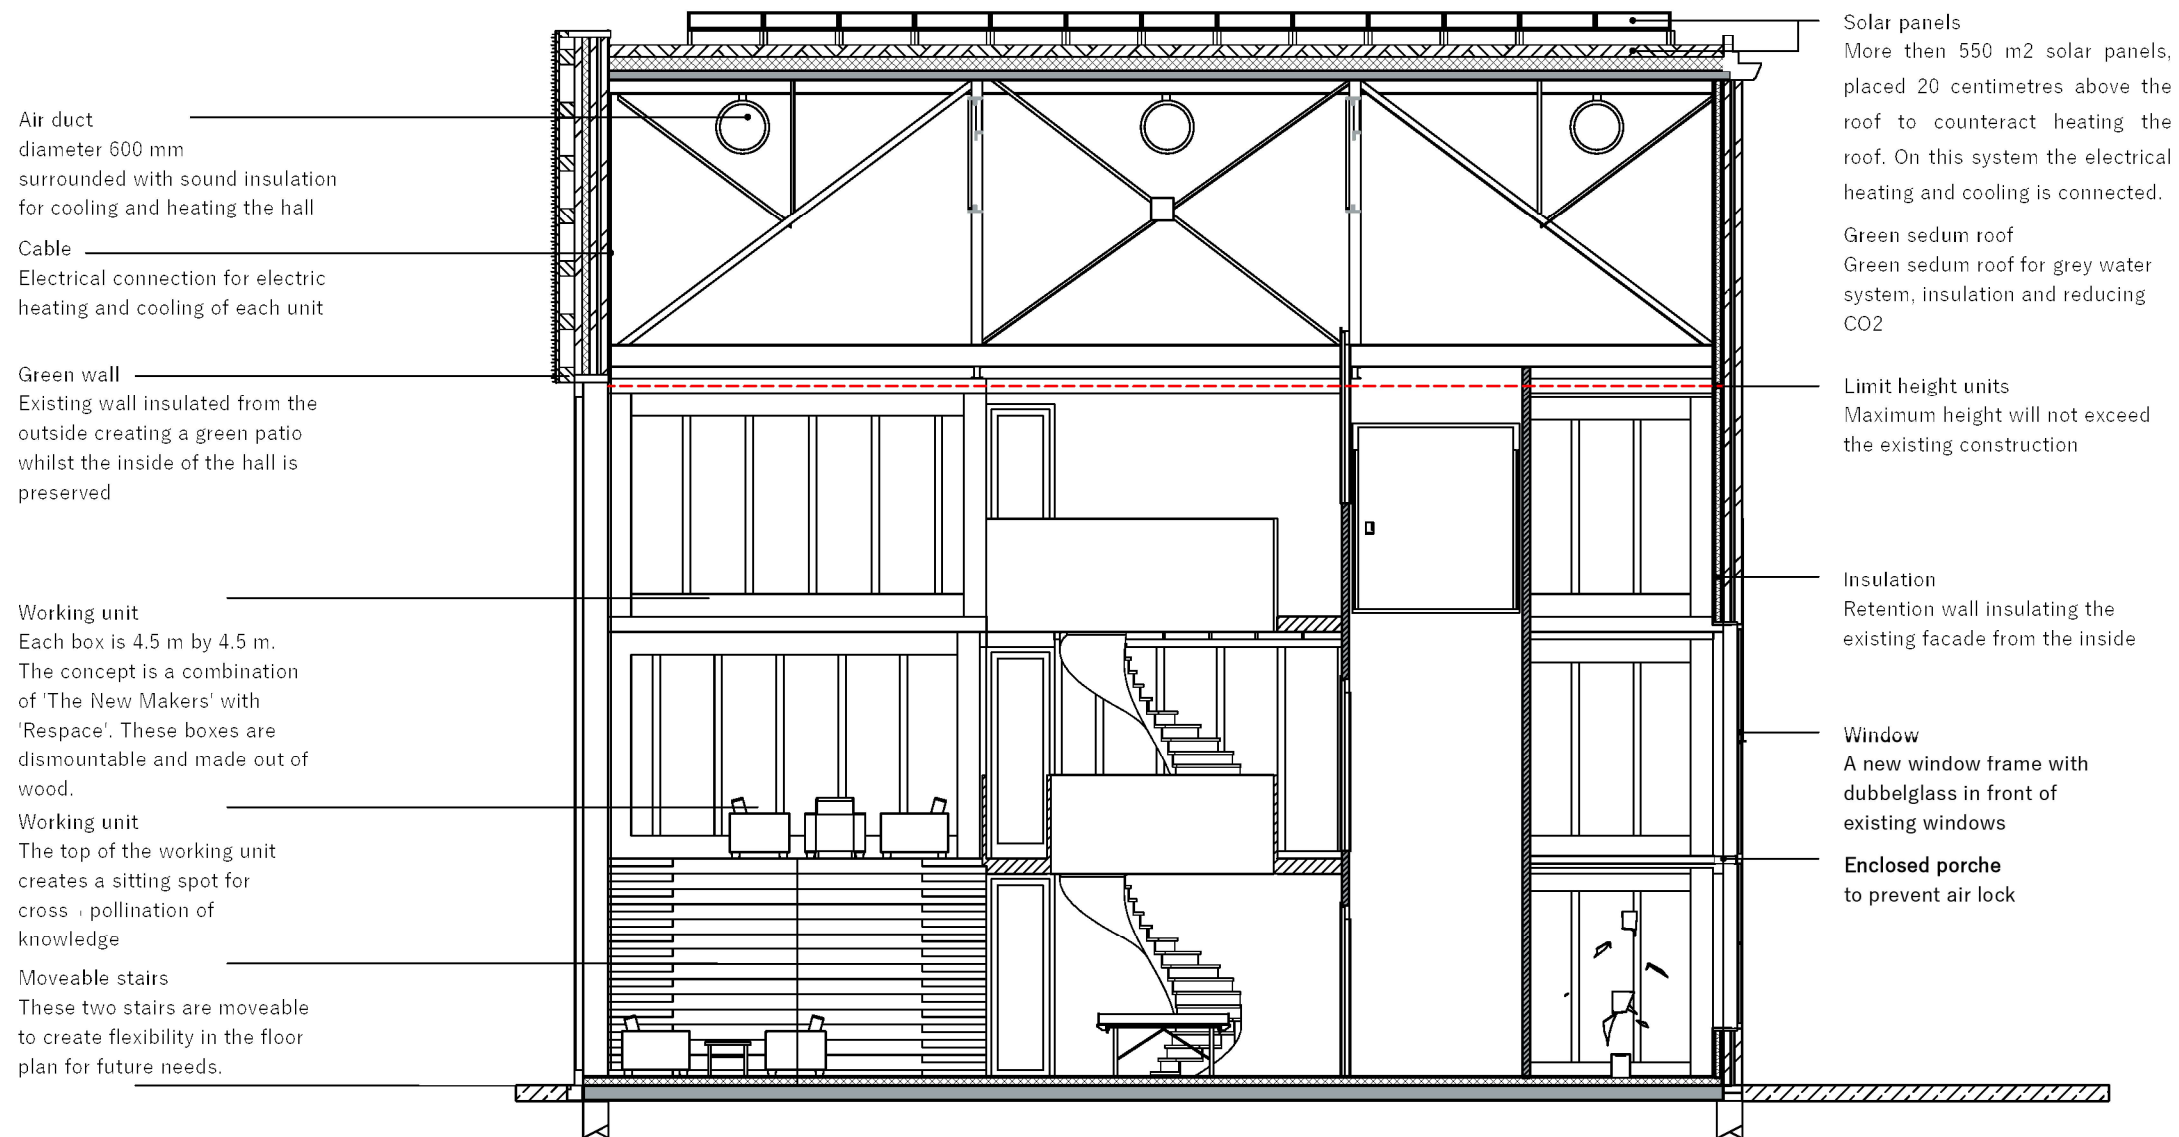 Air duct
diameter 600 mm
surrounded with sound insulation
for cooling and heating the hall
Cable
Electrical connection for electric
heating and cooling of each unit
Green wall
Existing wall insulated from the
outside creating a green patio
whilst the inside of the hall is
preserved
Working unit
Each box is 4.5 m by 4.5 m.
The concept is a combination
of 'The New Makers' with
'Respace'. These boxes are
dismountable and made out of
wood.
Working unit
The top of the working unit
creates a sitting spot for
cross - pollination of
knowledge
Moveable stairs
These two stairs are moveable
to create flexibility in the floor
plan for future needs.
Solar panels
More then 550 m2 solar panels,
placed 20 centimetres above the
roof to counteract heating the
roof. On this system the electrical
heating and cooling is connected.
Green sedum roof
Green sedum roof for grey water
system, insulation and reducing
CO2
Limit height units
Maximum height will not exceed
the existing construction
Insulation
Retention wall insulating the
existing facade from the inside
Window
A new window frame with
dubbelglass in front of
existing windows
Enclosed porche
to prevent air lock